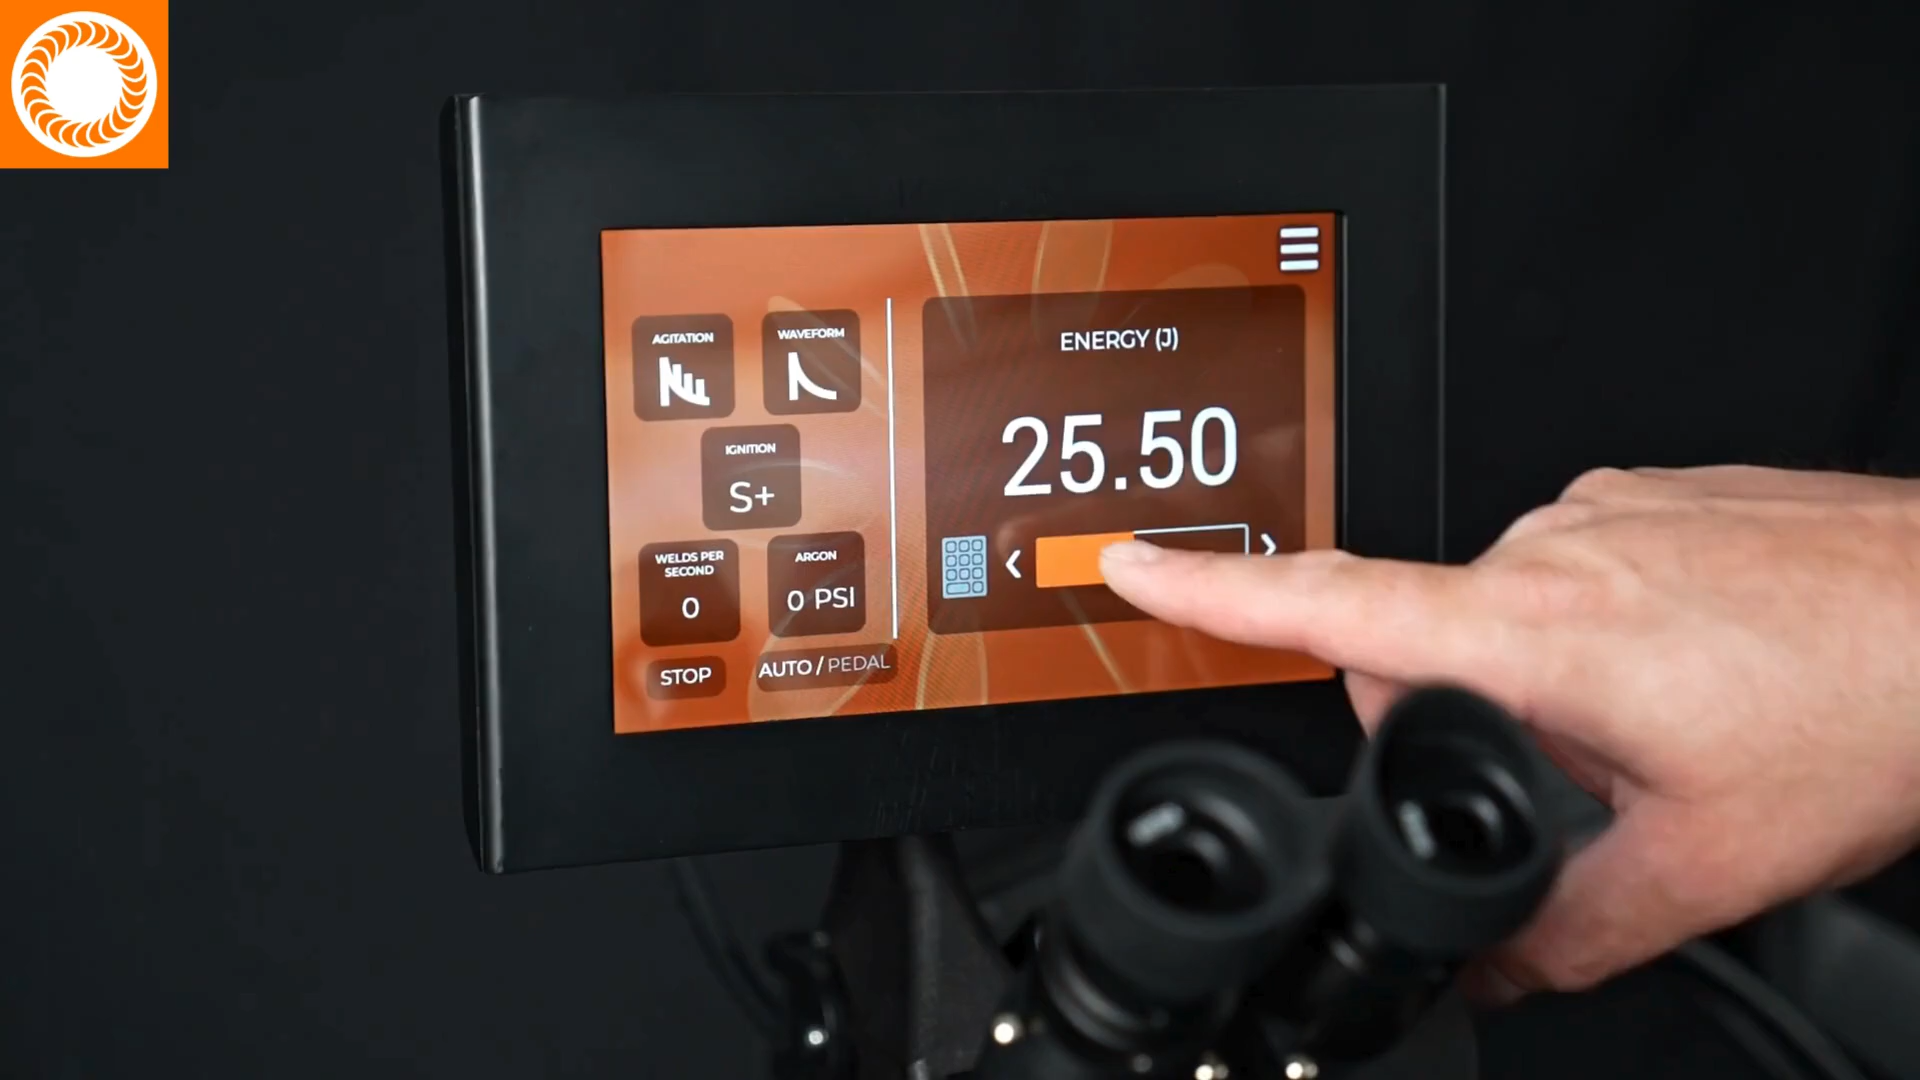 AGITATION
WAVEFORM
IGNITION
S+
WELDS PER
SECOND
0
ARGON
0 PSI
STOP
AUTO / PEDAL
ENERGY (J)
25.50